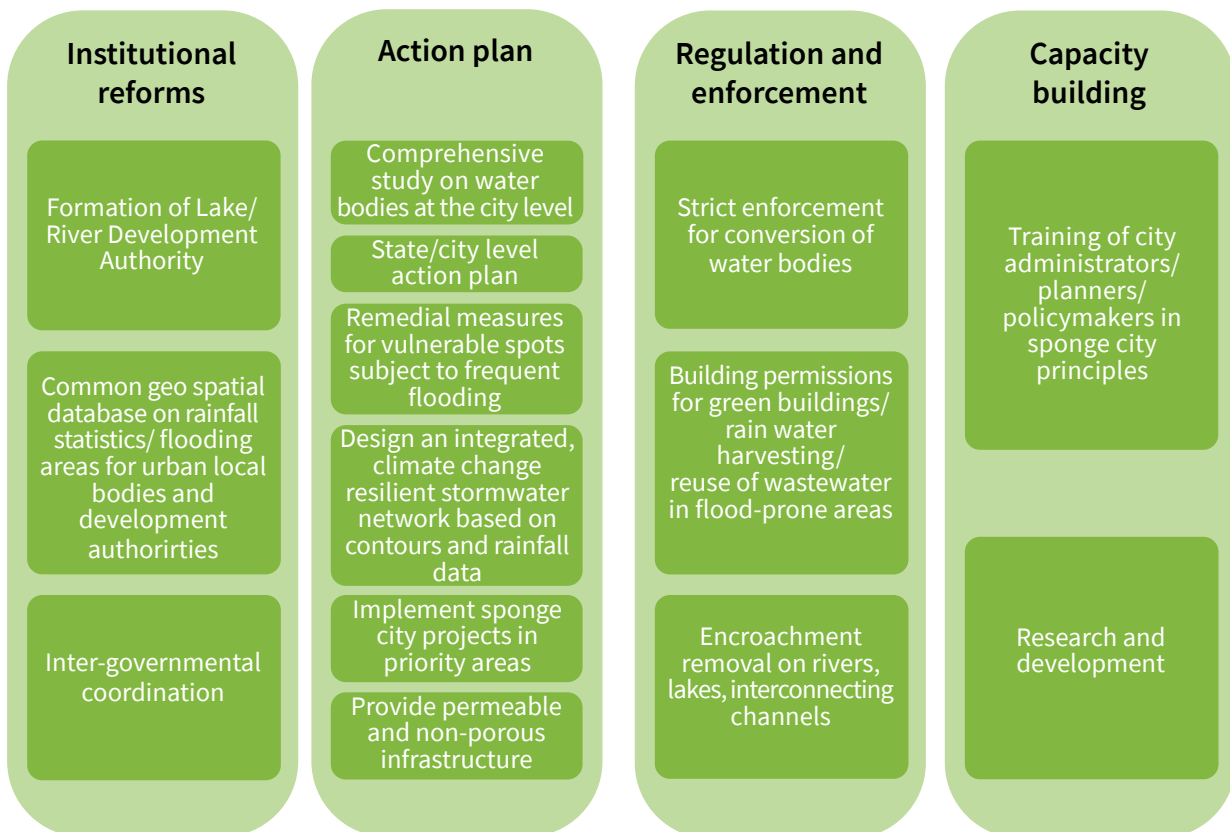 Institutional
reforms
Formation of Lake/
River Development
Authority
Common geo spatial
database on rainfall
statistics/ flooding
areas for urban local
bodies and
development
authorirties
Inter-governmental
coordination
Action plan
Comprehensive
study on water
bodies at the city level
State/city level
action plan
Remedial measures
for vulnerable spots
subject to frequent
flooding
Design an integrated,
climate change
resilient stormwater
network based on
contours and rainfall
data
Implement sponge
city projects in
priority areas
Provide permeable
and non-porous
infrastructure
Regulation and
enforcement
Strict enforcement
for conversion of
water bodies
Building permissions
for green buildings/
rain water
harvesting/
reuse of wastewater
in flood-prone areas
Encroachment
removal on rivers,
lakes, interconnecting
channels
Capacity
building
Training of city
administrators/
planners/
policymakers in
sponge city
principles
Research and
development